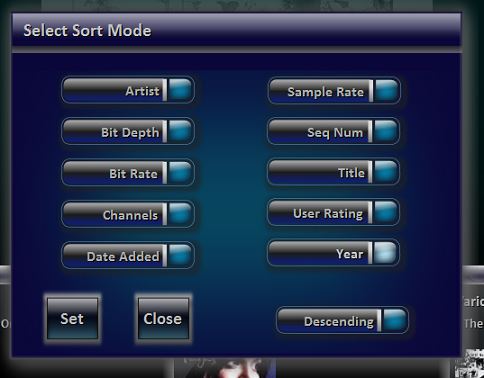 Select Sort Mode
Artist
Bit Depth
Bit Rate
Channels
Date Added
Sample Rate
Seq Num
Title
User Rating
Year
Set
Close
Descending
The